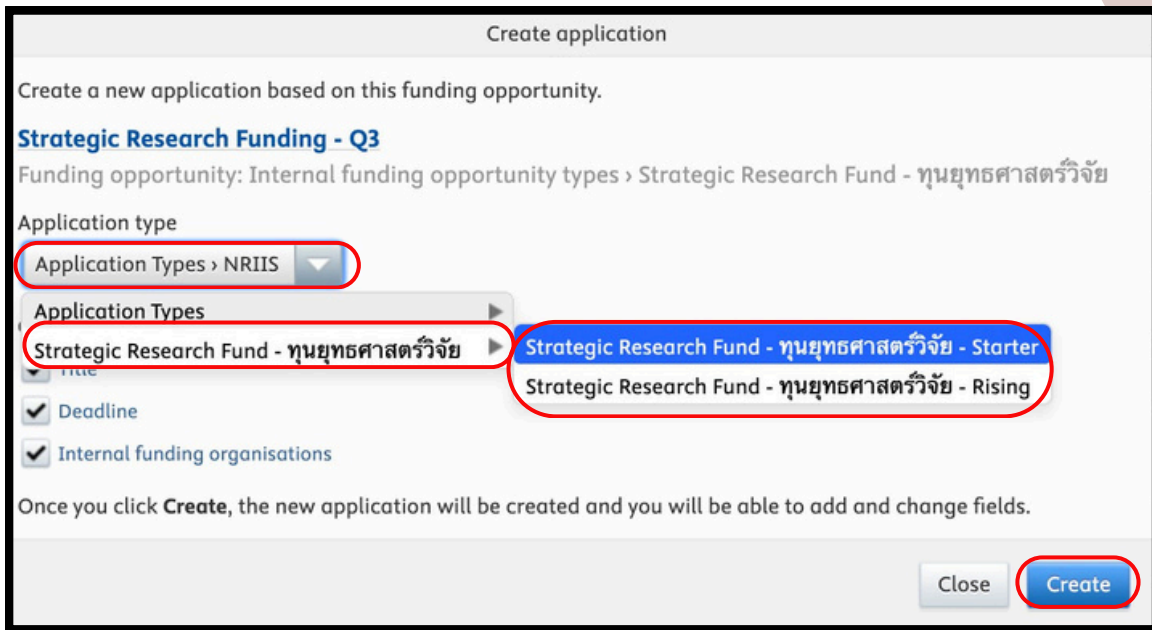 Create application
Create a new application based on this funding opportunity.
Strategic Research Funding - Q3
Funding opportunity: Internal funding opportunity types › Strategic Research Fund - ทุนยุทธศาสตร์วิจัย
Application type
Application Types › NRIIS
Application Types
Strategic Research Fund - ทุนยุทธศาสตร์วิจัย
Strategic Research Fund - ทุนยุทธศาสตร์วิจัย - Starter
Strategic Research Fund - ทุนยุทธศาสตร์วิจัย - Rising
Title
Deadline
Internal funding organisations
Once you click Create, the new application will be created and you will be able to add and change fields.
Close
Create